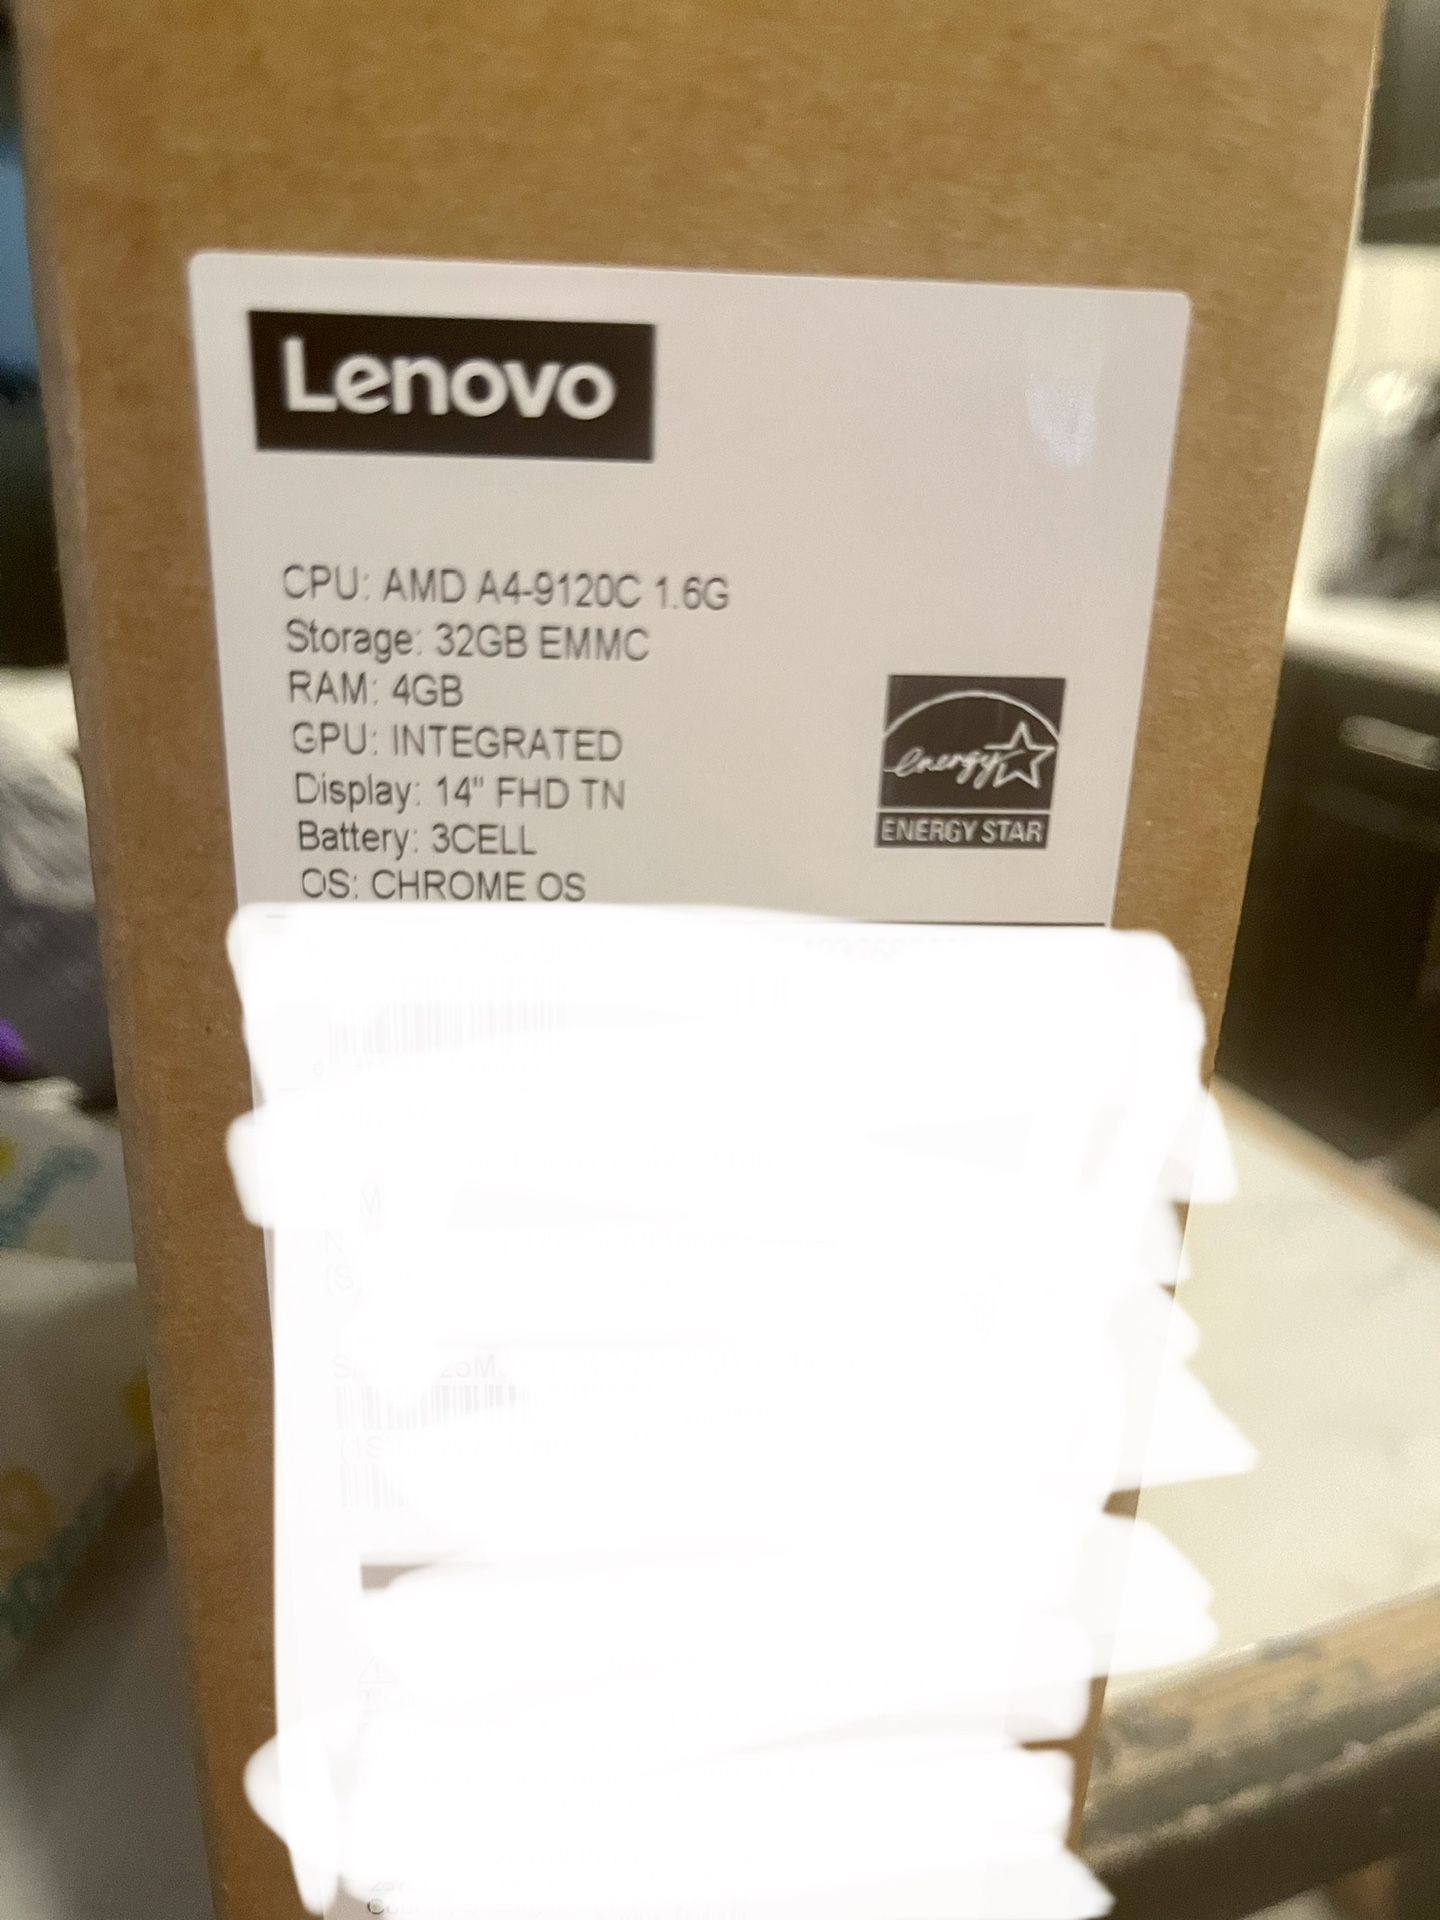 Lenovo
CPU: AMD A4-9120C 1.6G
Storage: 32GB EMMC
RAM: 4GB
GPU: INTEGRATED
Display: 14" FHD TN
Battery: 3CELL
OS: CHROME OS
energy
ENERGY STAR